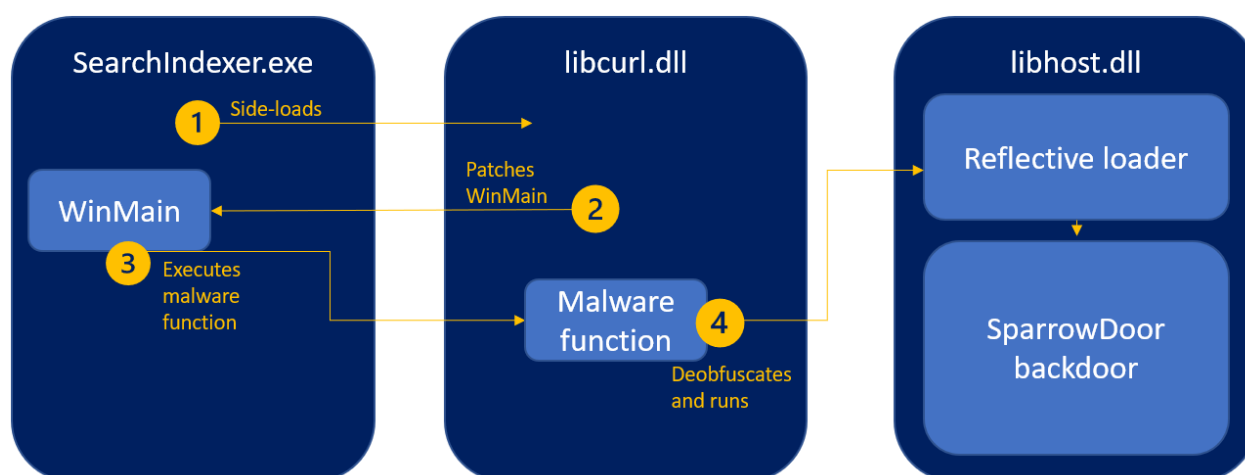 SearchIndexer.exe
libcurl.dll
libhost.dll
1
Side-loads
Patches
WinMain
2
WinMain
3
Executes
malware
function
Malware
function
4
Deobfuscates
and runs
Reflective loader
SparrowDoor
backdoor